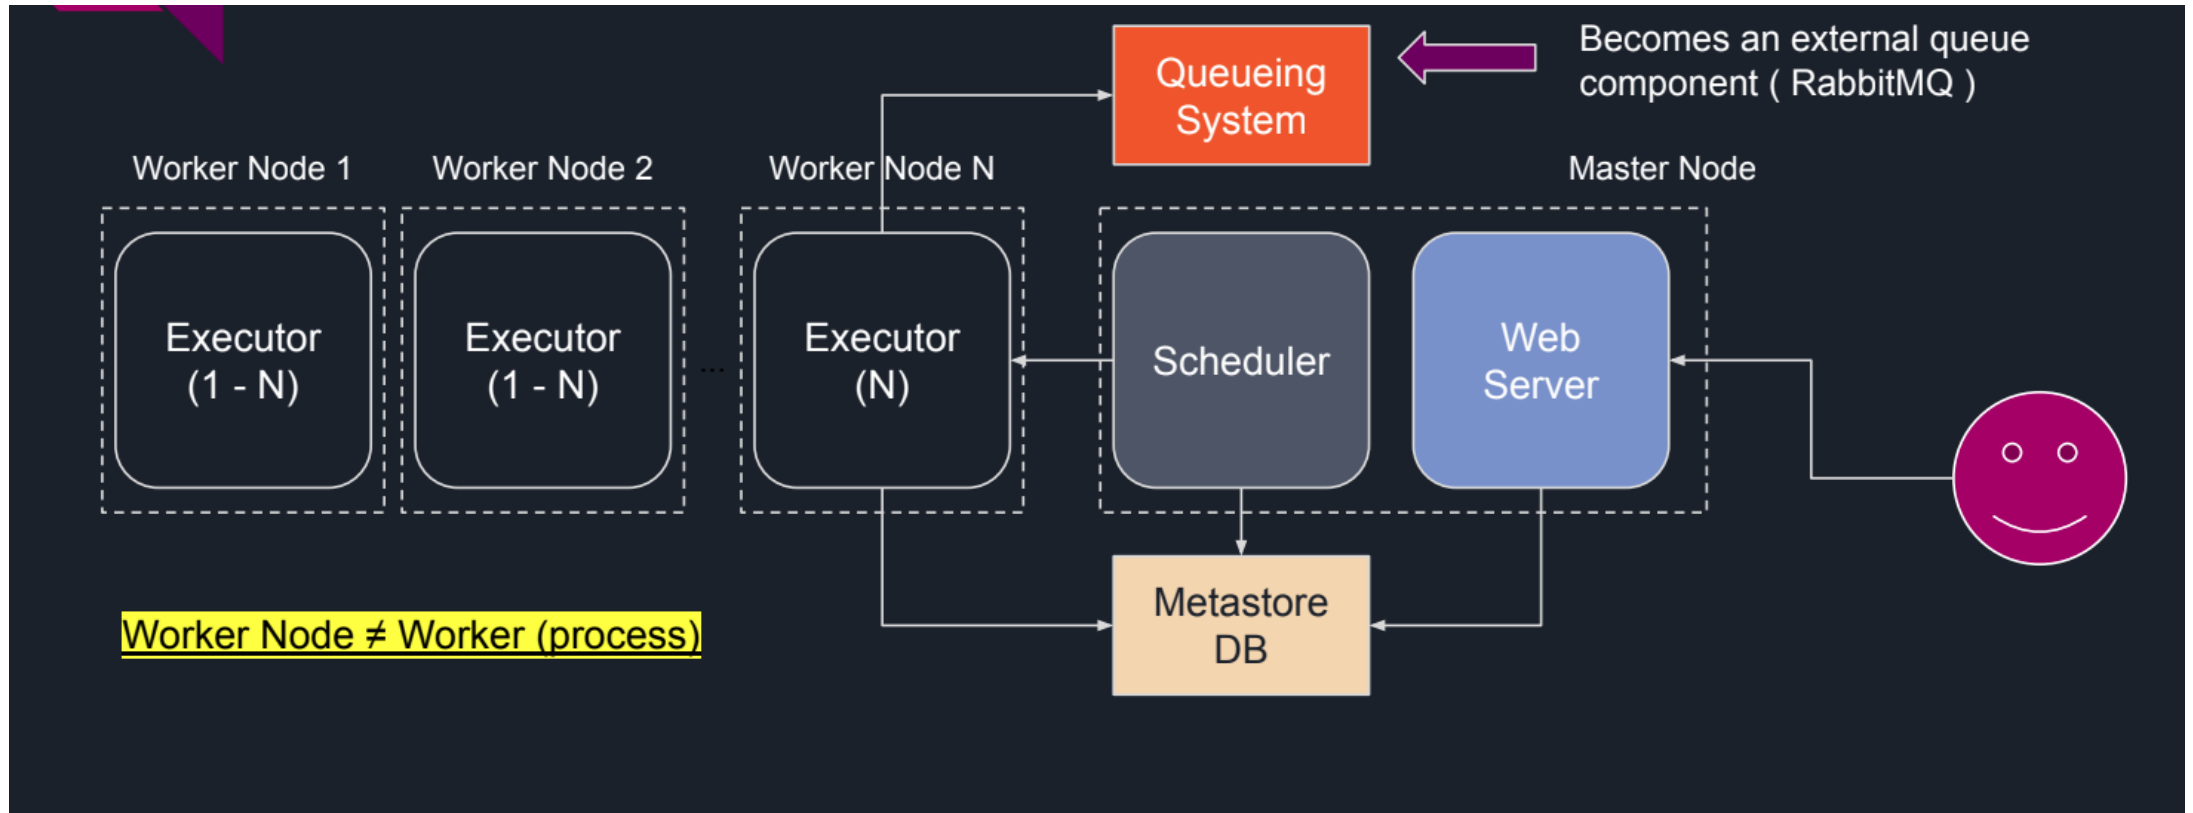 Becomes an external queue
component ( RabbitMQ )
Queueing
System
Worker Node 1
Worker Node 2
Worker Node N
Master Node
Executor
(1 - N)
Executor
(1 - N)
...
Executor
(N)
Scheduler
Web
Server
Metastore
DB
Worker Node ≠ Worker (process)